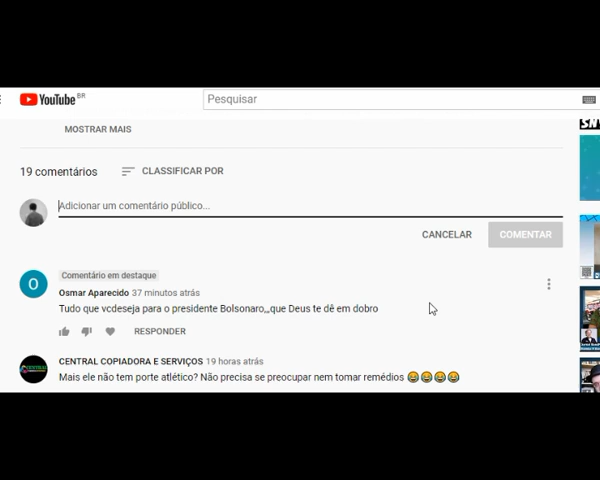 YouTube BR
Pesquisar
MOSTRAR MAIS
19 comentários
CLASSIFICAR POR
Adicionar um comentário público...
CANCELAR
COMENTAR
O
Comentário em destaque
Osmar Aparecido 37 minutos atrás
Tudo que vcdeseja para o presidente Bolsonaro,,,que Deus te dê em dobro
RESPONDER
CENTRAL COPIADORA E SERVIÇOS 19 horas atrás
Mais ele não tem porte atlético? Não precisa se preocupar nem tomar remédios 😂😂😂😂